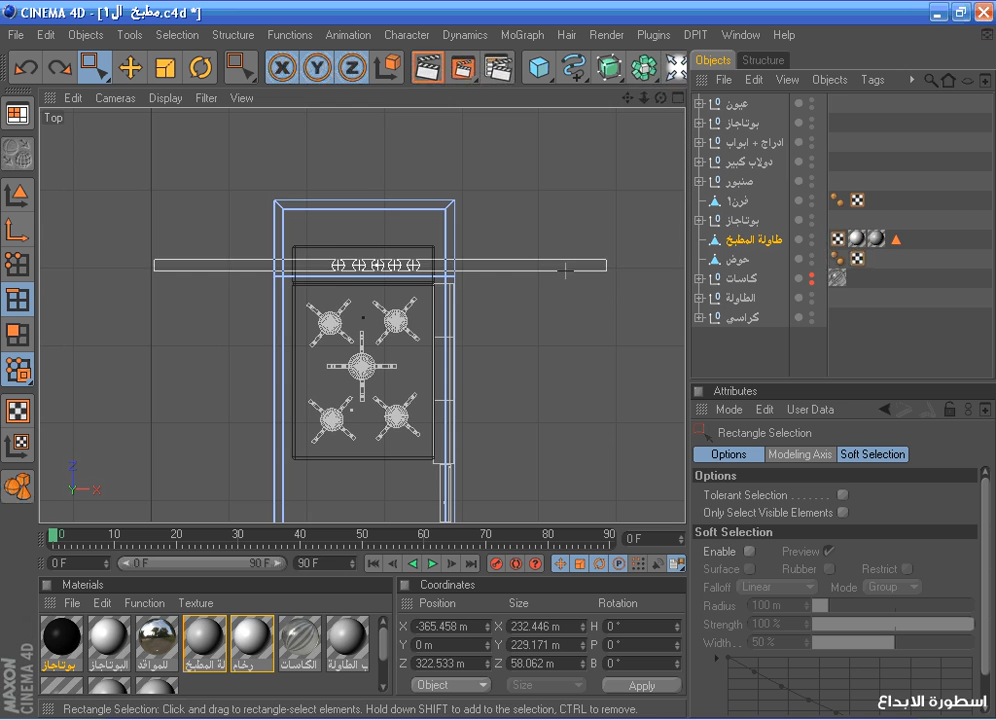 CINEMA 4D - [مطبخ ال1.c4d *]
File Edit Objects Tools Selection Structure Functions Animation Character Dynamics MoGraph Hair Render Plugins DPIT Window Help
Objects Structure
File Edit View Objects Tags
Edit Cameras Display Filter View
Top
عيون
بوتاجاز
ادراج + ابواب
دولاب كبير
صنبور
فرن1
بوتاجاز
طاولة المطبخ
حوض
كاسات
الطاولة
كراسي
Z
Y X
Attributes
Mode Edit User Data
Rectangle Selection
Options Modeling Axis Soft Selection
Options
Tolerant Selection
Only Select Visible Elements
Soft Selection
Enable Preview
Surface Rubber Restrict
Falloff Linear Mode Group
Radius 100 m
Strength 100 %
Width 50 %
0 10 20 30 40 50 60 70 80 90 0 F
0 F 0 F 90 F 90 F
Materials
File Edit Function Texture
بوتاجاز البوتاجاز للمواقد لة المطبخ رخام الكاسات ب الطاولة
Coordinates
Position Size Rotation
X -365.458 m X 232.446 m H 0 °
Y 0 m Y 229.171 m P 0 °
Z 322.533 m Z 58.062 m B 0 °
Object Size Apply
MAXON
CINEMA 4D
Rectangle Selection: Click and drag to rectangle-select elements. Hold down SHIFT to add to the selection, CTRL to remove.
اسطورة الابداع